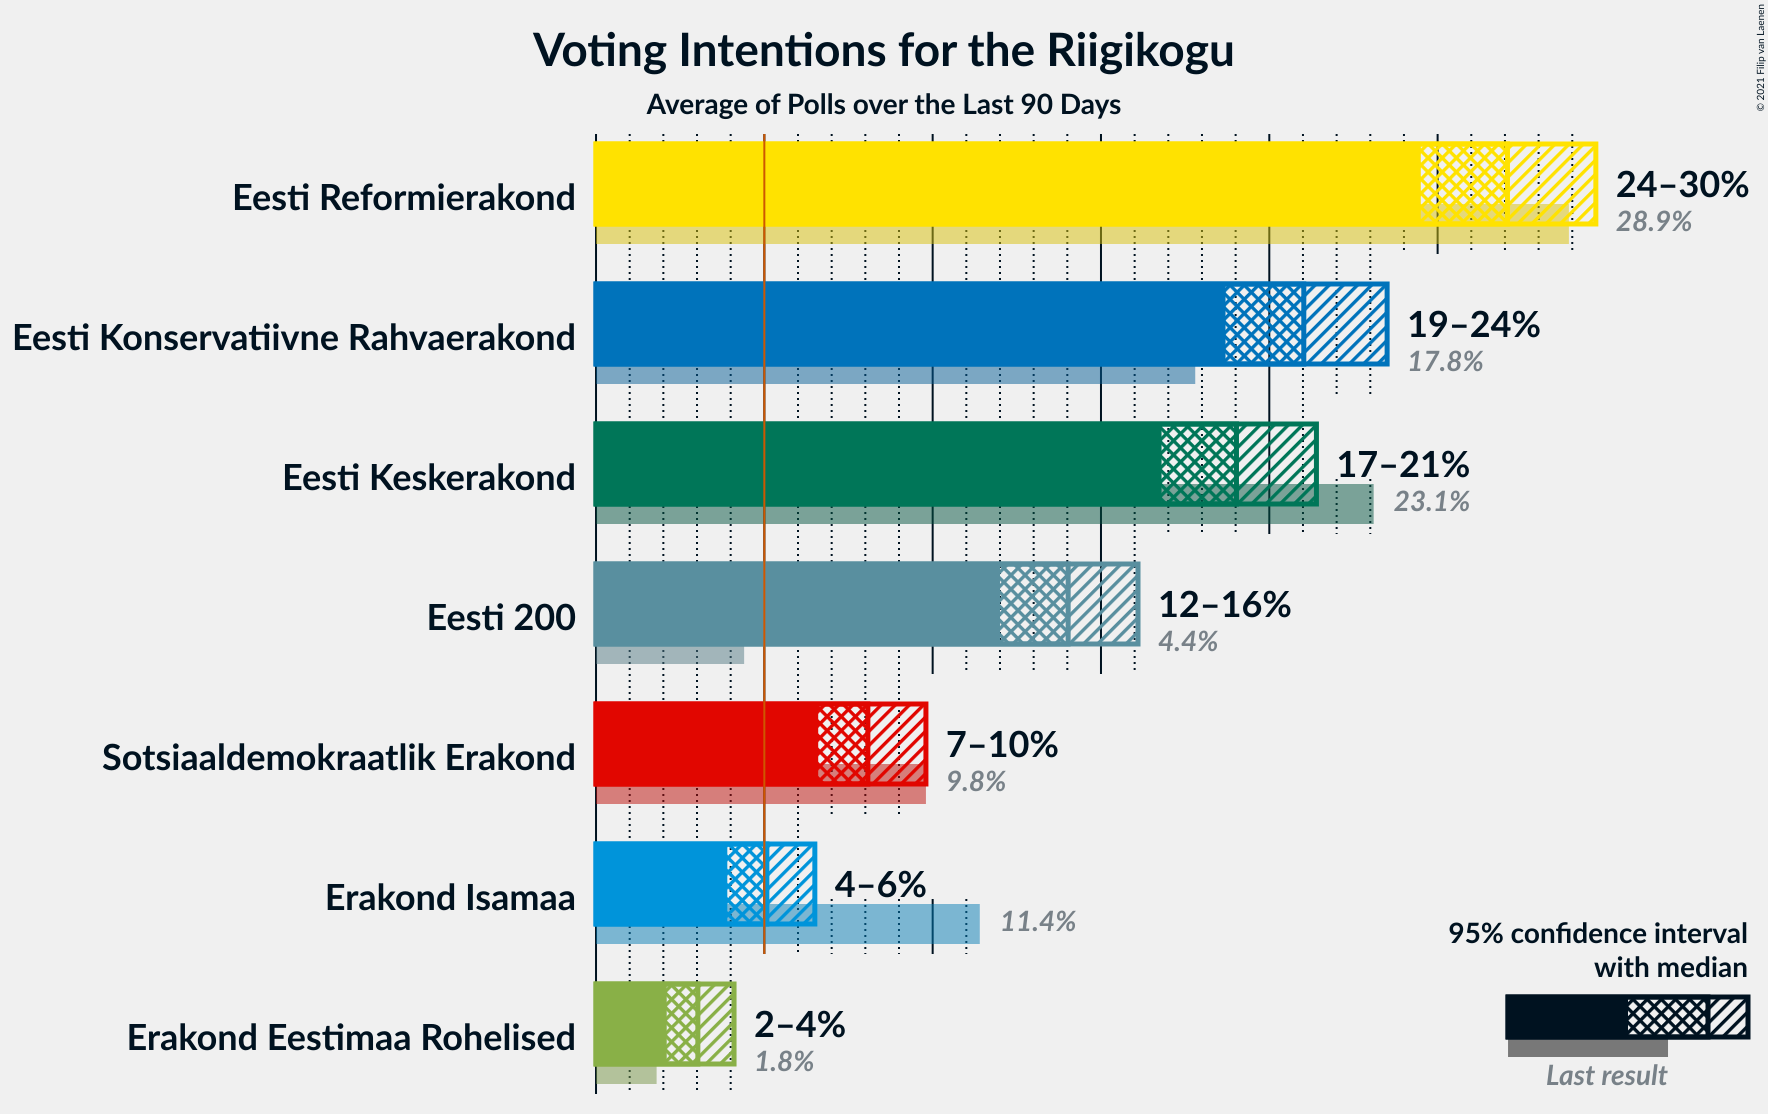 Voting Intentions for the Riigikogu
Average of Polls over the Last 90 Days
© 2021 Filip van Laenen
Eesti Reformierakond
24–30%
28.9%
Eesti Konservatiivne Rahvaerakond
19–24%
17.8%
Eesti Keskerakond
17–21%
23.1%
Eesti 200
12–16%
4.4%
Sotsiaaldemokraatlik Erakond
7–10%
9.8%
Erakond Isamaa
4–6%
11.4%
Erakond Eestimaa Rohelised
2–4%
1.8%
95% confidence interval
with median
Last result